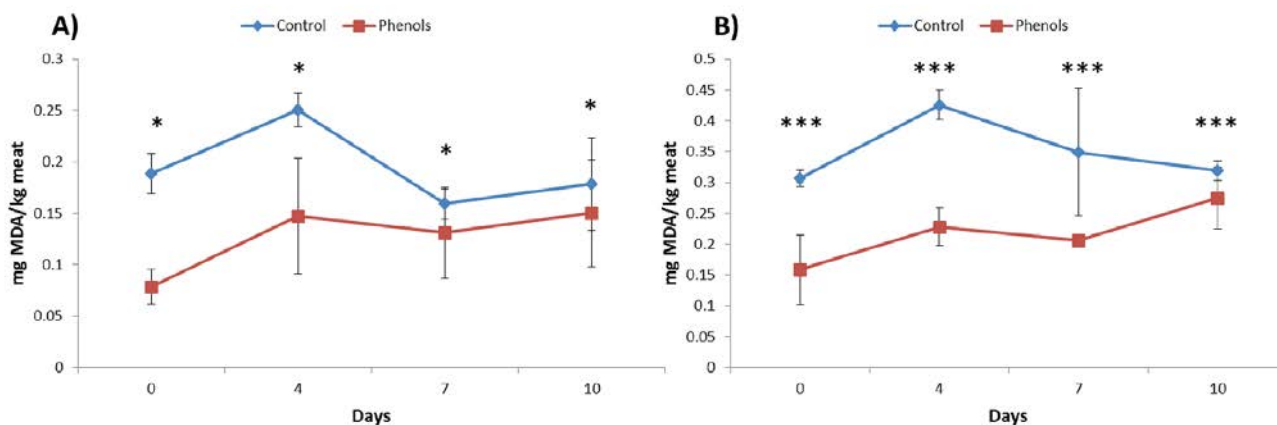 A)
Control Phenols
mg MDA/kg meat
0.3
0.25
0.2
0.15
0.1
0.05
0
* * * *
0 4 7 10
Days
B)
Control Phenols
mg MDA/kg meat
0.5
0.45
0.4
0.35
0.3
0.25
0.2
0.15
0.1
0.05
0
*** *** *** ***
0 4 7 10
Days